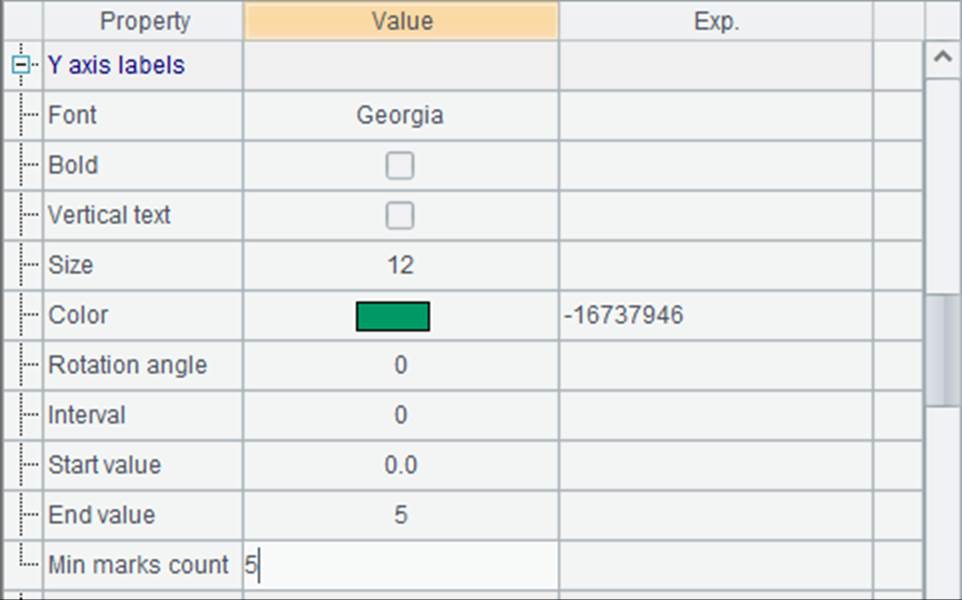 Property Value Exp.
Y axis labels
Font Georgia
Bold
Vertical text
Size 12
Color -16737946
Rotation angle 0
Interval 0
Start value 0.0
End value 5
Min marks count 5